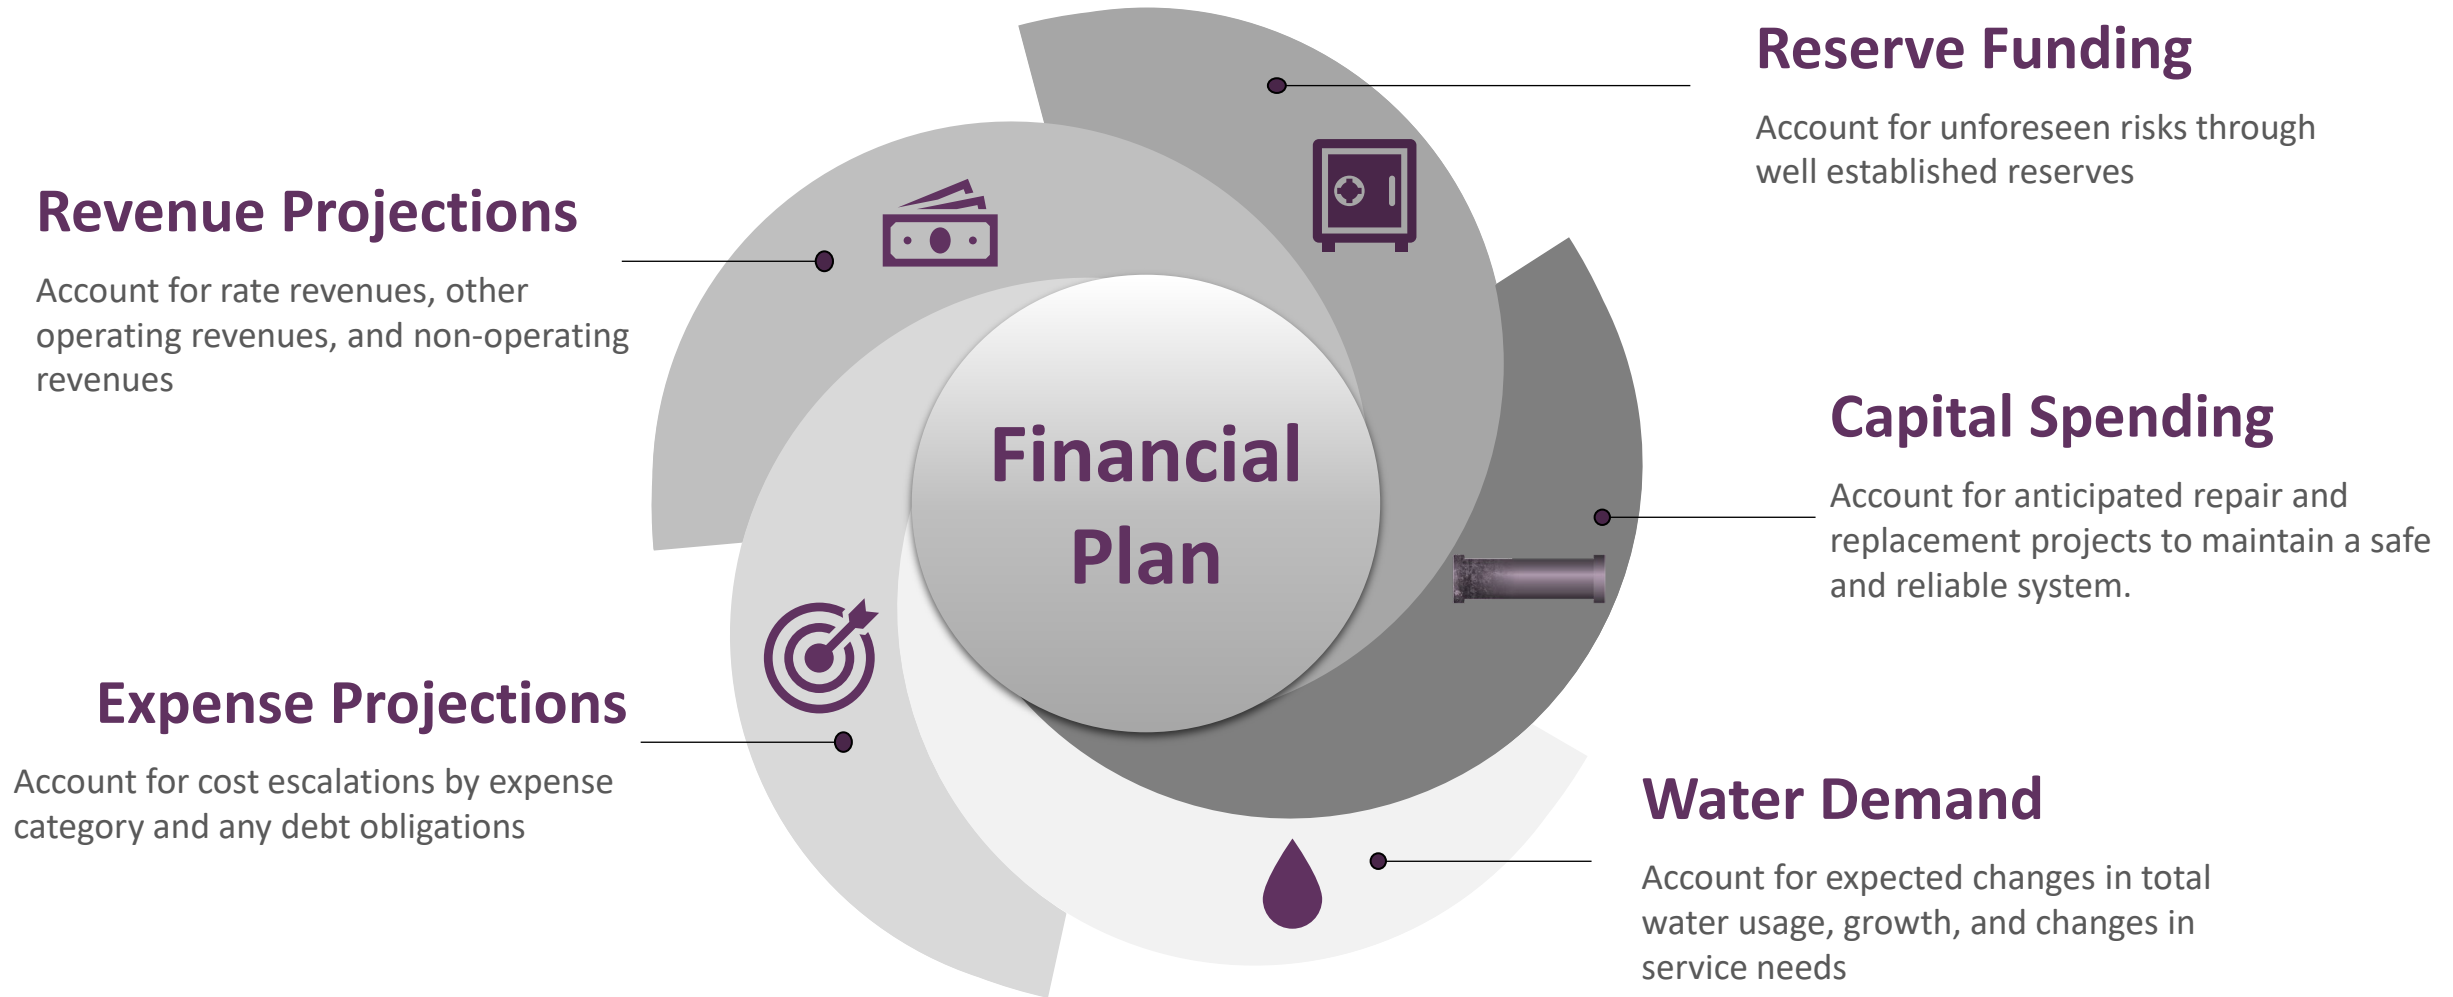 Reserve Funding
Account for unforeseen risks through
well established reserves
Revenue Projections
Account for rate revenues, other
operating revenues, and non-operating
revenues
Financial
Plan
Capital Spending
Account for anticipated repair and
replacement projects to maintain a safe
and reliable system.
Expense Projections
Account for cost escalations by expense
category and any debt obligations
Water Demand
Account for expected changes in total
water usage, growth, and changes in
service needs